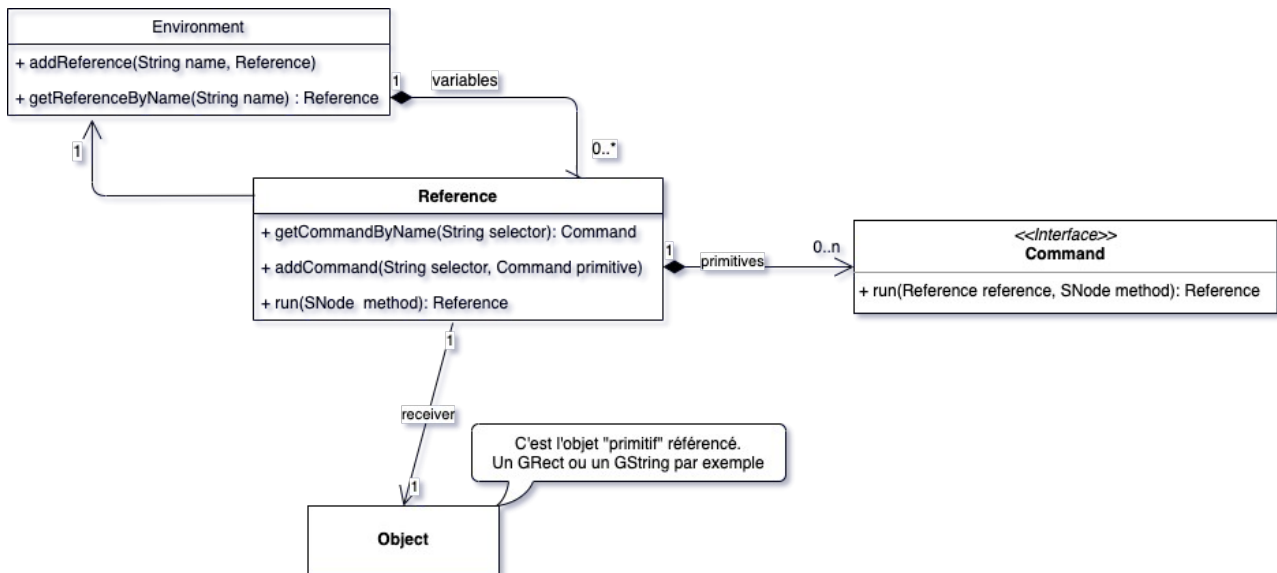 Environment
+ addReference(String name, Reference)
+ getReferenceByName(String name) : Reference
1
variables
1
0..*
Reference
+ getCommandByName(String selector): Command
+ addCommand(String selector, Command primitive)
+ run(SNode method): Reference
1
primitives
0..n
<<Interface>>
Command
+ run(Reference reference, SNode method): Reference
1
receiver
C'est l'objet "primitif" référencé.
Un GRect ou un GString par exemple
1
Object